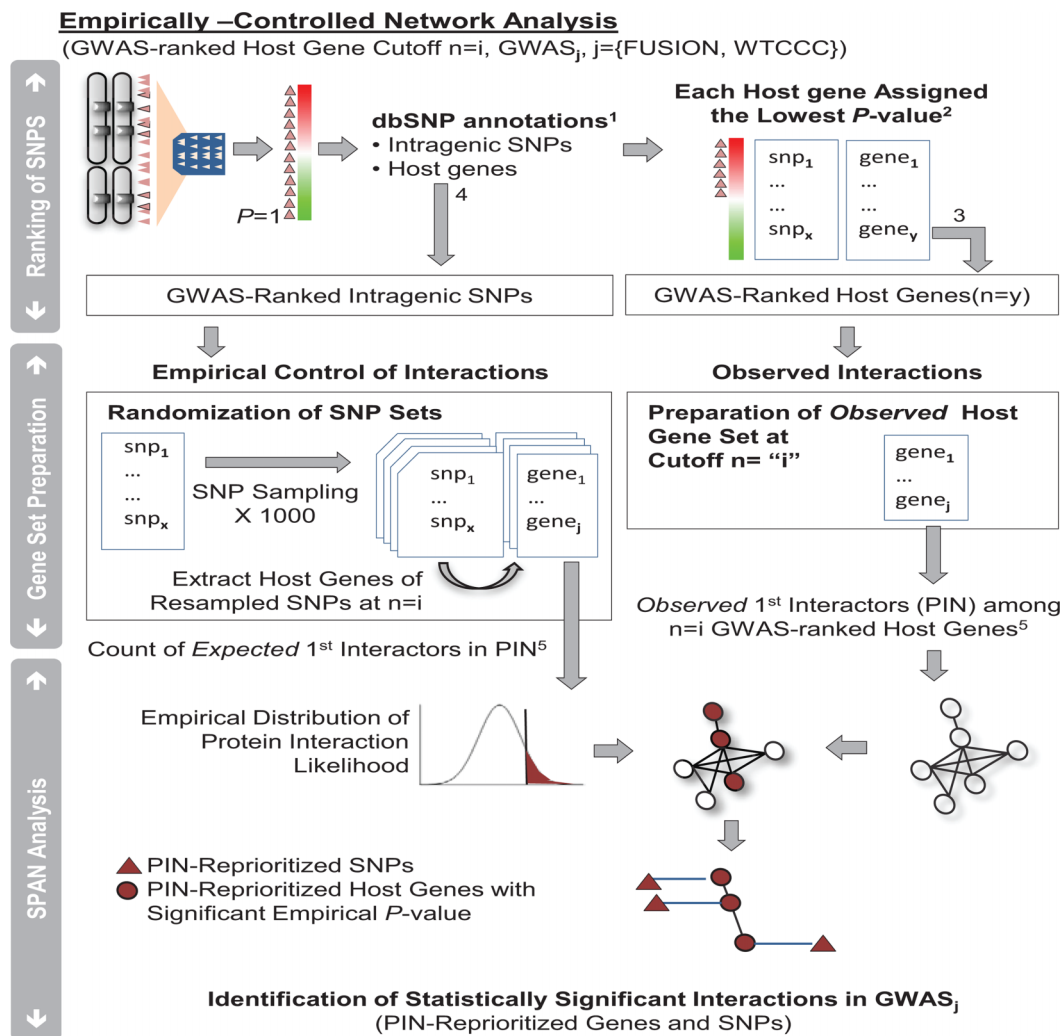 Empirically –Controlled Network Analysis
(GWAS-ranked Host Gene Cutoff n=i, GWASj, j={FUSION, WTCCC})
Ranking of SNPS
P=1
dbSNP annotations¹
• Intragenic SNPs
• Host genes
4
Each Host gene Assigned
the Lowest P-value²
snp1
...
...
snpx
gene1
...
...
geney
3
GWAS-Ranked Intragenic SNPs
GWAS-Ranked Host Genes(n=y)
Gene Set Preparation
Empirical Control of Interactions
Randomization of SNP Sets
snp1
...
...
snpx
SNP Sampling
X 1000
snp1
...
snpx
gene1
...
genej
Extract Host Genes of
Resampled SNPs at n=i
Observed Interactions
Preparation of Observed Host
Gene Set at
Cutoff n= “i”
gene1
...
genej
Count of Expected 1st Interactors in PIN⁵
Observed 1st Interactors (PIN) among
n=i GWAS-ranked Host Genes⁵
SPAN Analysis
Empirical Distribution of
Protein Interaction
Likelihood
PIN-Reprioritized SNPs
PIN-Reprioritized Host Genes with
Significant Empirical P-value
Identification of Statistically Significant Interactions in GWASj
(PIN-Reprioritized Genes and SNPs)